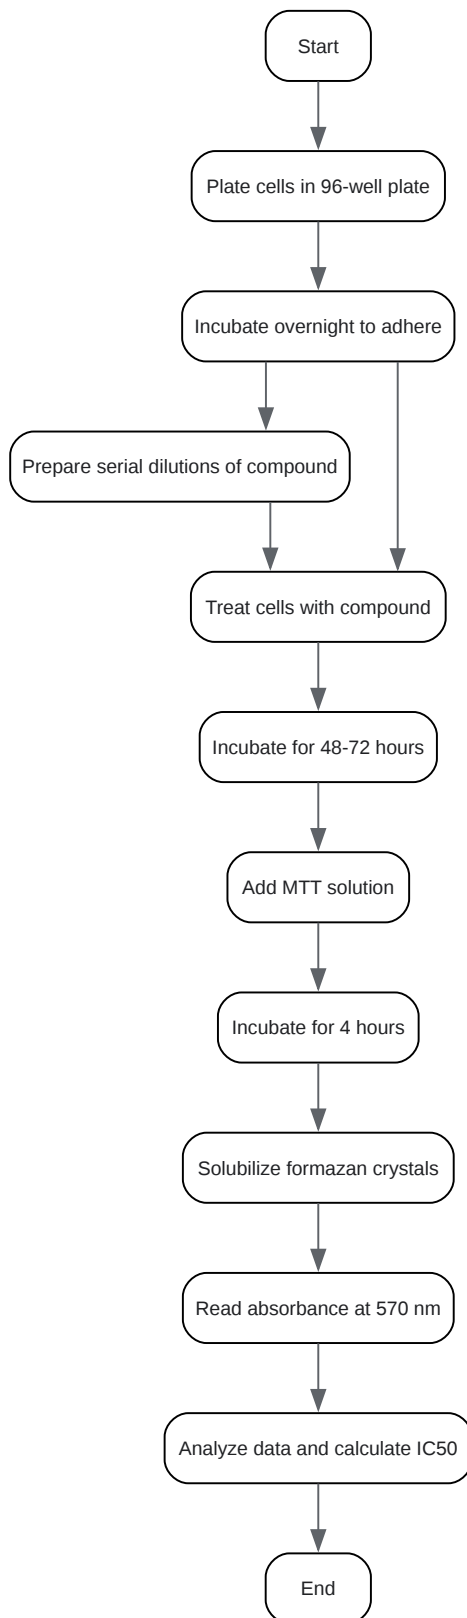 Start
Plate cells in 96-well plate
Incubate overnight to adhere
Prepare serial dilutions of compound
Treat cells with compound
Incubate for 48-72 hours
Add MTT solution
Incubate for 4 hours
Solubilize formazan crystals
Read absorbance at 570 nm
Analyze data and calculate IC50
End